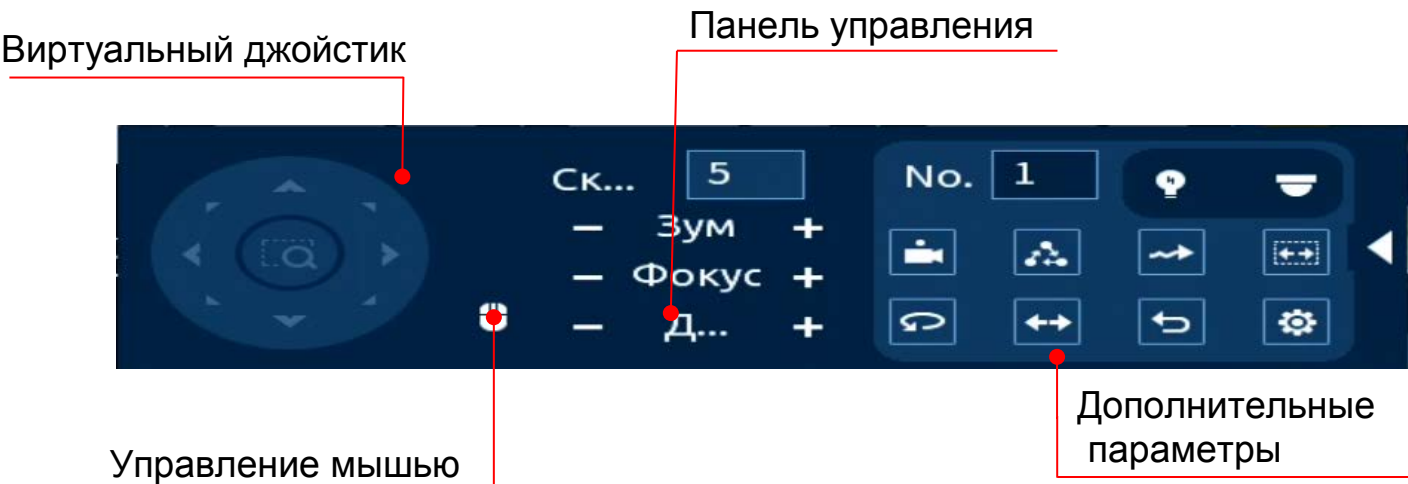 Панель управления
Виртуальный джойстик
Ск... 5
No. 1
− Зум +
− Фокус +
− Д... +
Дополнительные
параметры
Управление мышью